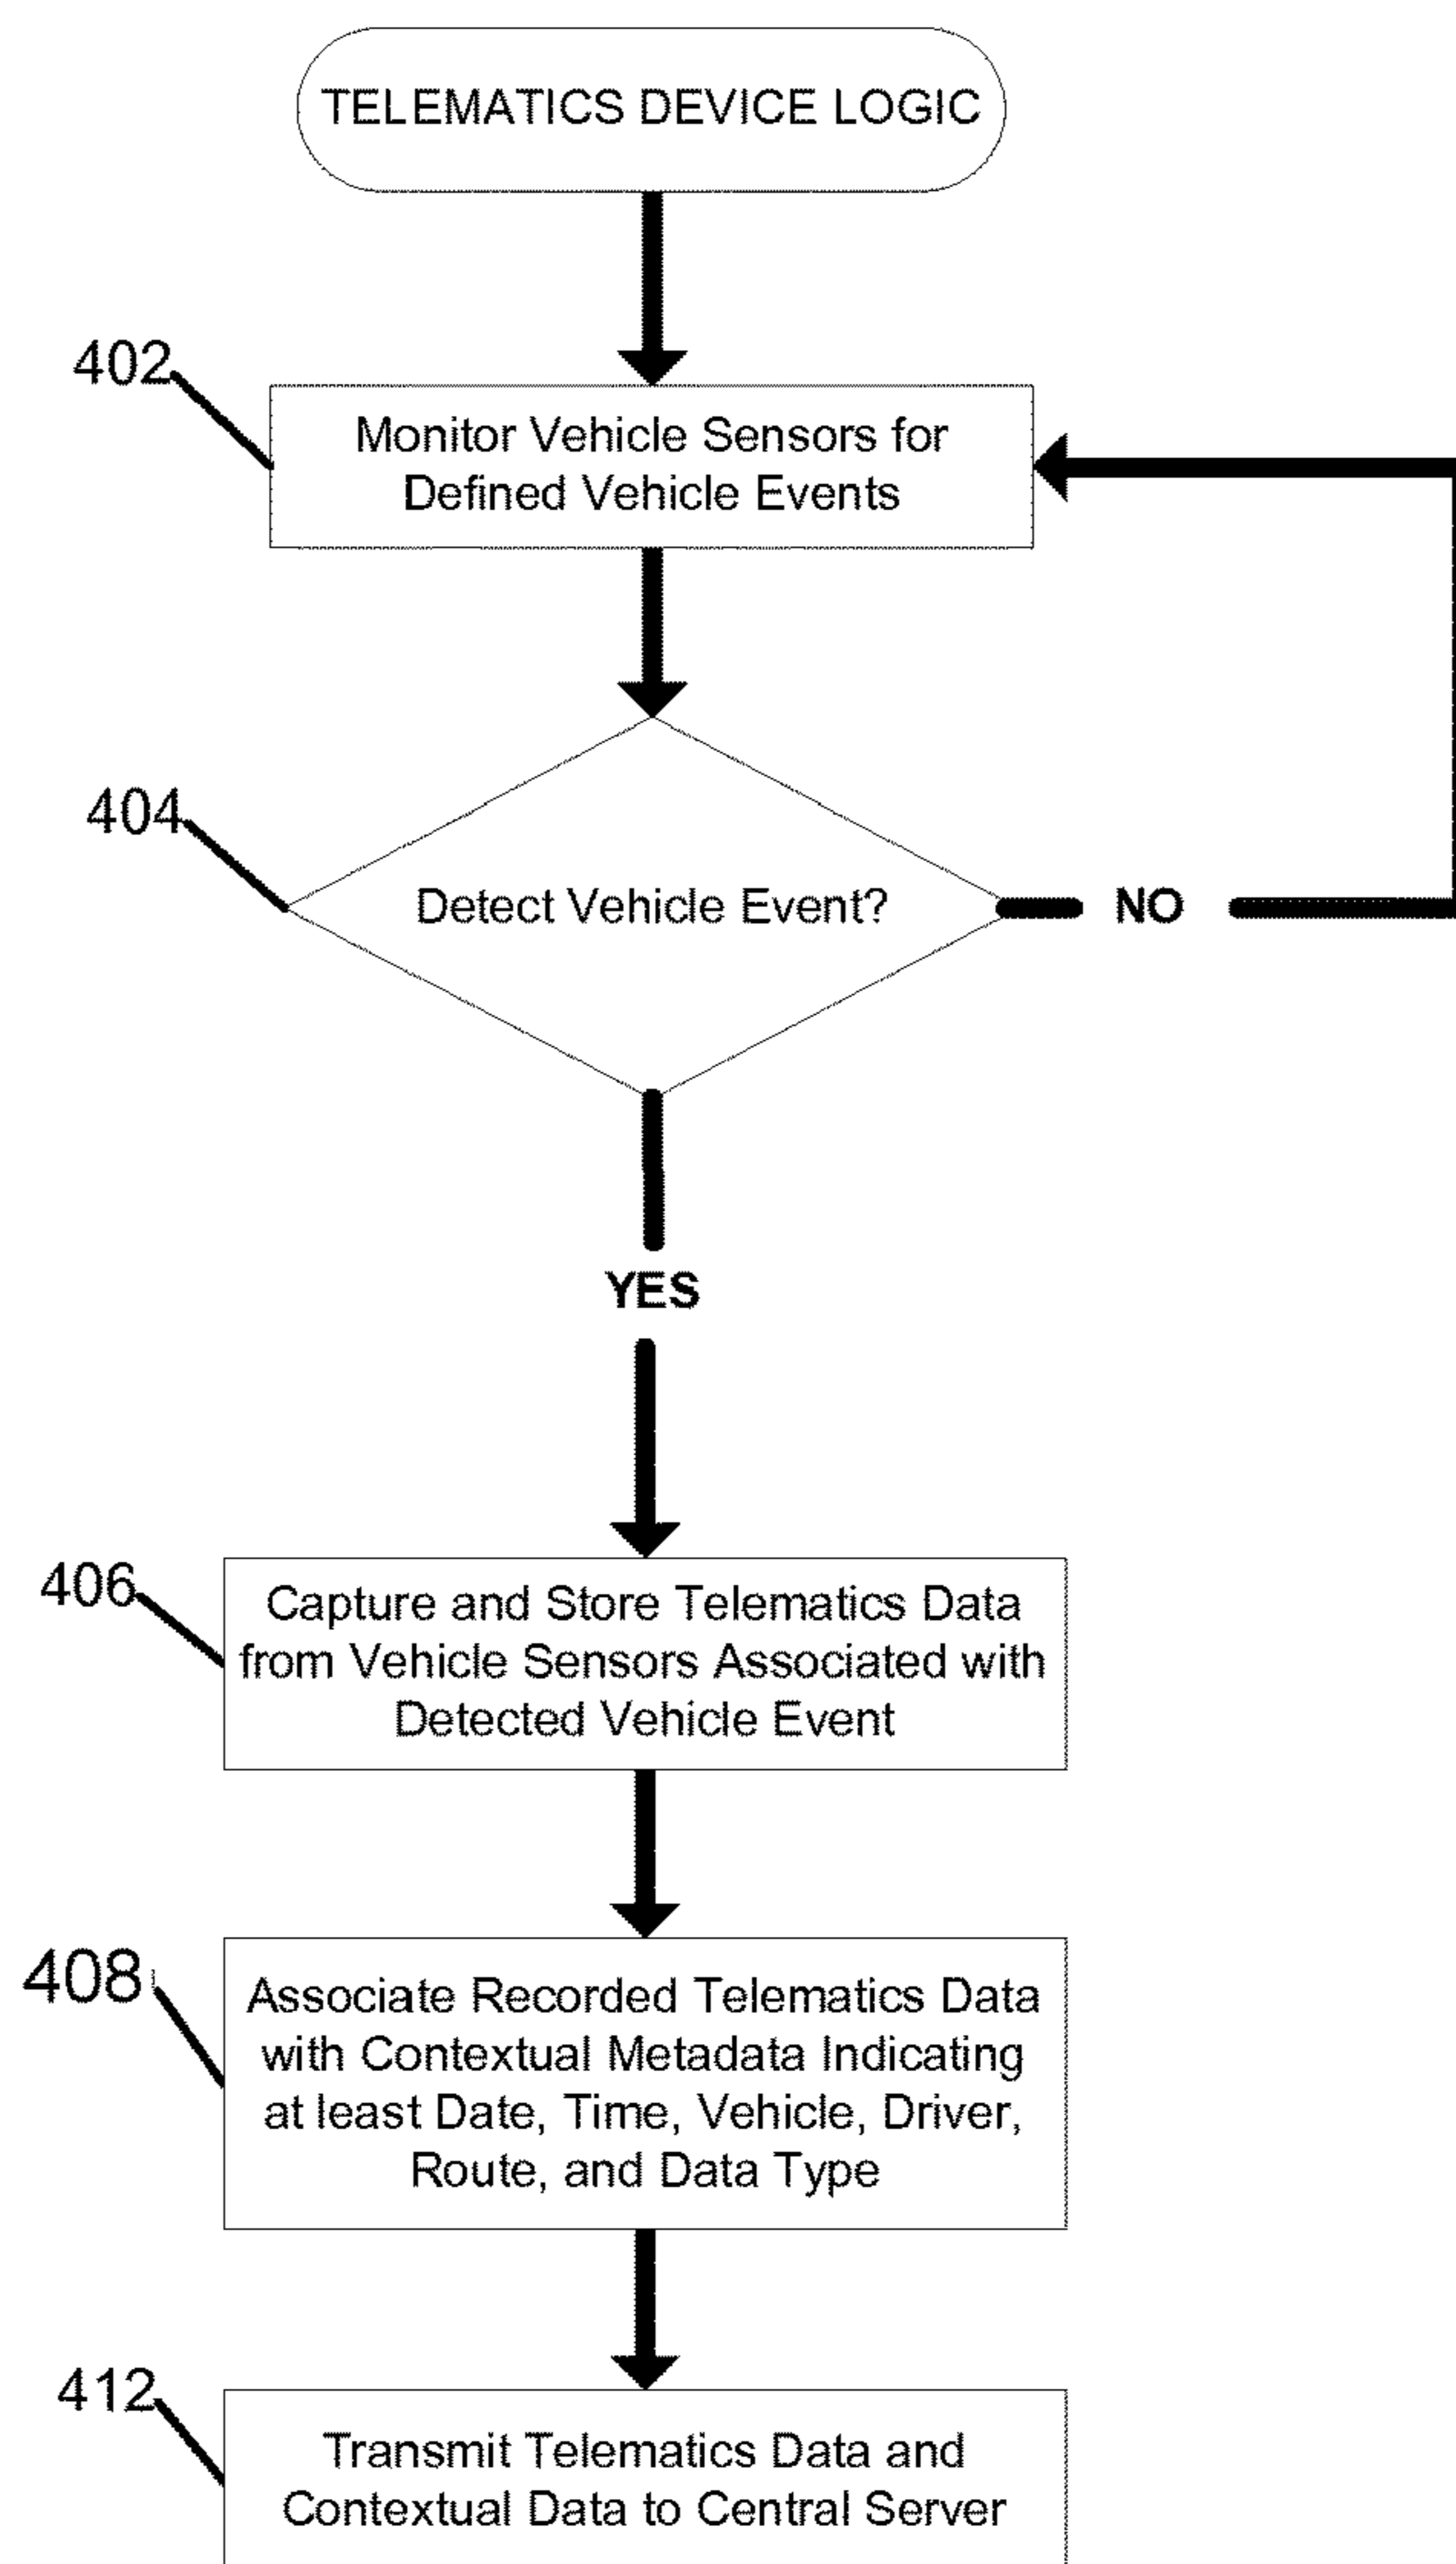 TELEMATICS DEVICE LOGIC
402
Monitor Vehicle Sensors for
Defined Vehicle Events
404
Detect Vehicle Event?
NO
YES
406
Capture and Store Telematics Data
from Vehicle Sensors Associated with
Detected Vehicle Event
408
Associate Recorded Telematics Data
with Contextual Metadata Indicating
at least Date, Time, Vehicle, Driver,
Route, and Data Type
412
Transmit Telematics Data and
Contextual Data to Central Server